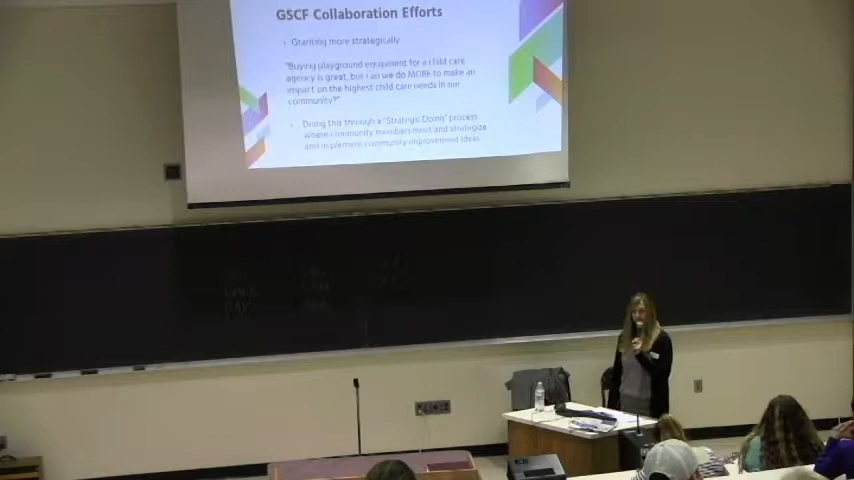 GSCF Collaboration Efforts
• Granting more strategically
"Buying playground equipment for a child care
agency is great, but can we do MORE to make an
impact on the highest child care needs in our
community?"
• Doing this through a "Strategic Doing" process
where community members meet and strategize
and implement community improvement ideas.